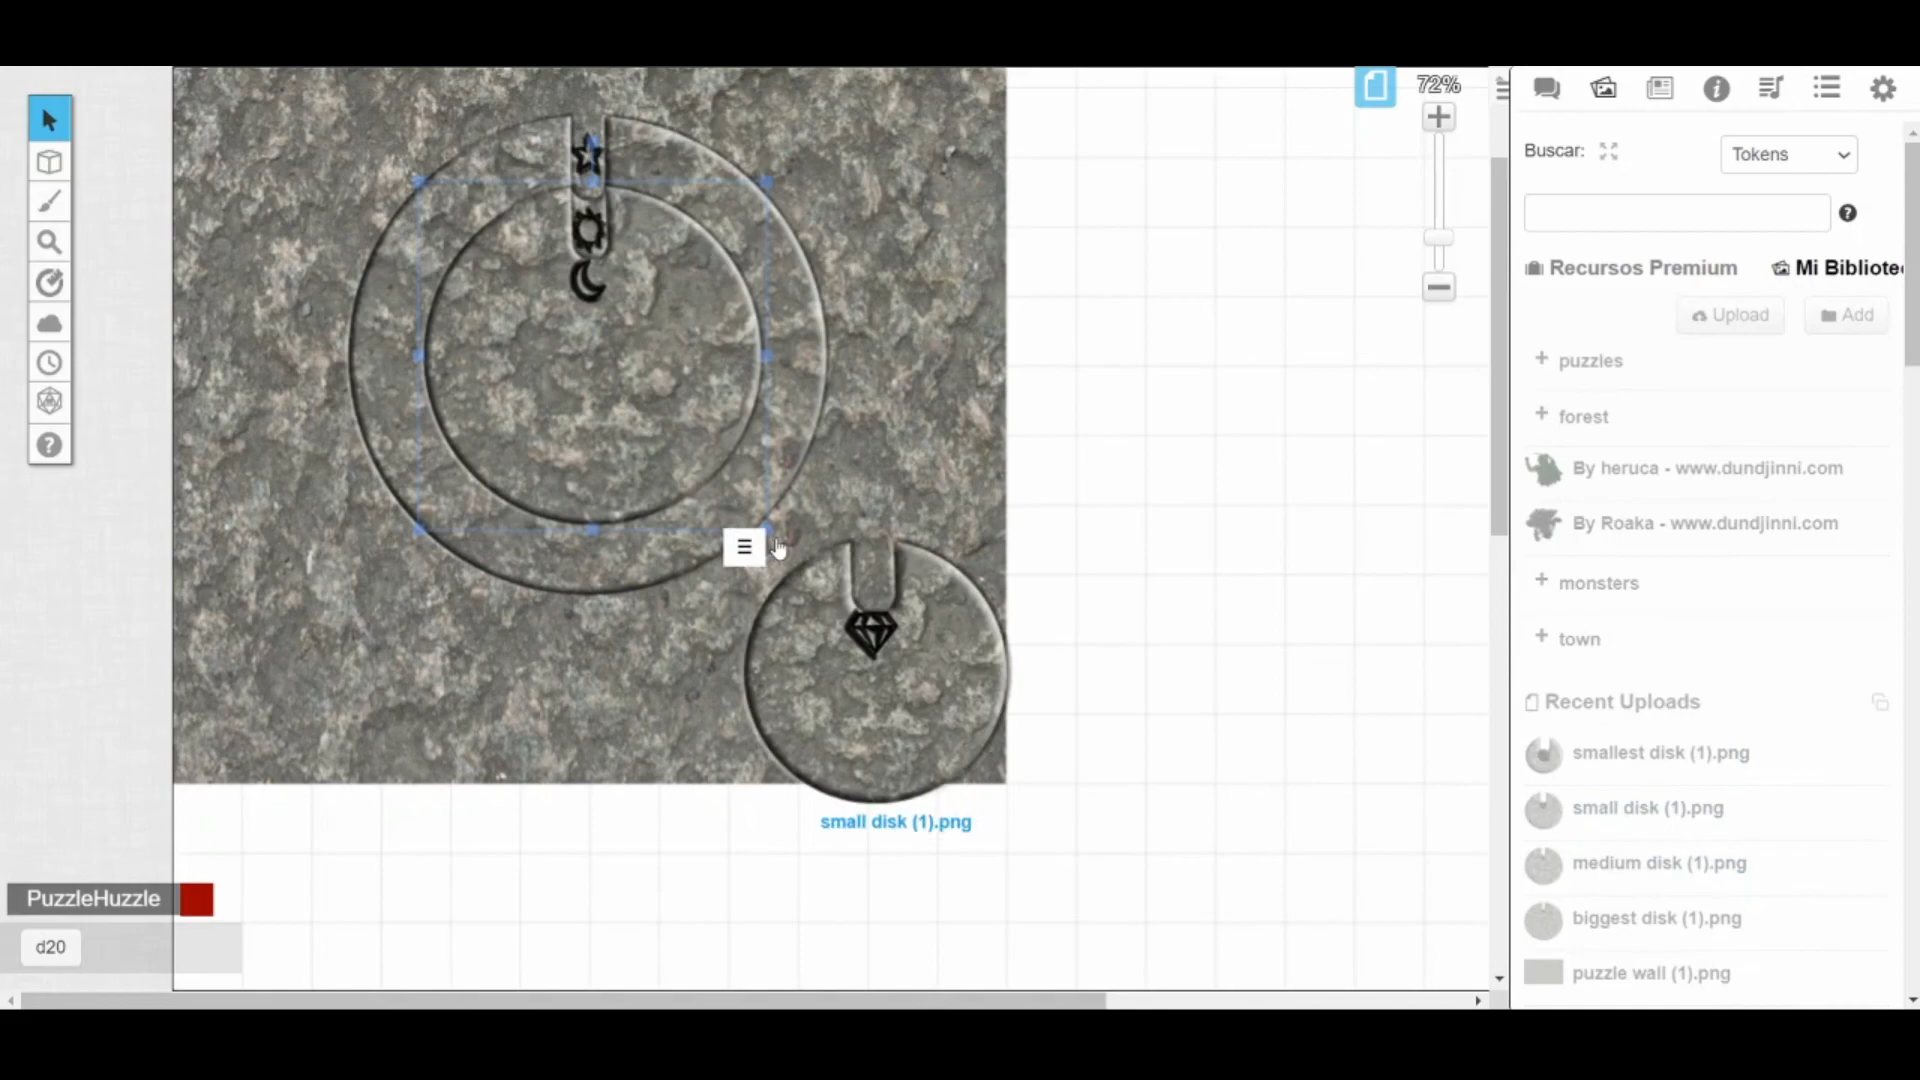 72%
Buscar:
Tokens
Recursos Premium
Mi Bibliote
Upload
Add
puzzles
forest
By heruca - www.dundjinni.com
By Roaka - www.dundjinni.com
monsters
town
Recent Uploads
smallest disk (1).png
small disk (1).png
medium disk (1).png
biggest disk (1).png
puzzle wall (1).png
small disk (1).png
PuzzleHuzzle
d20